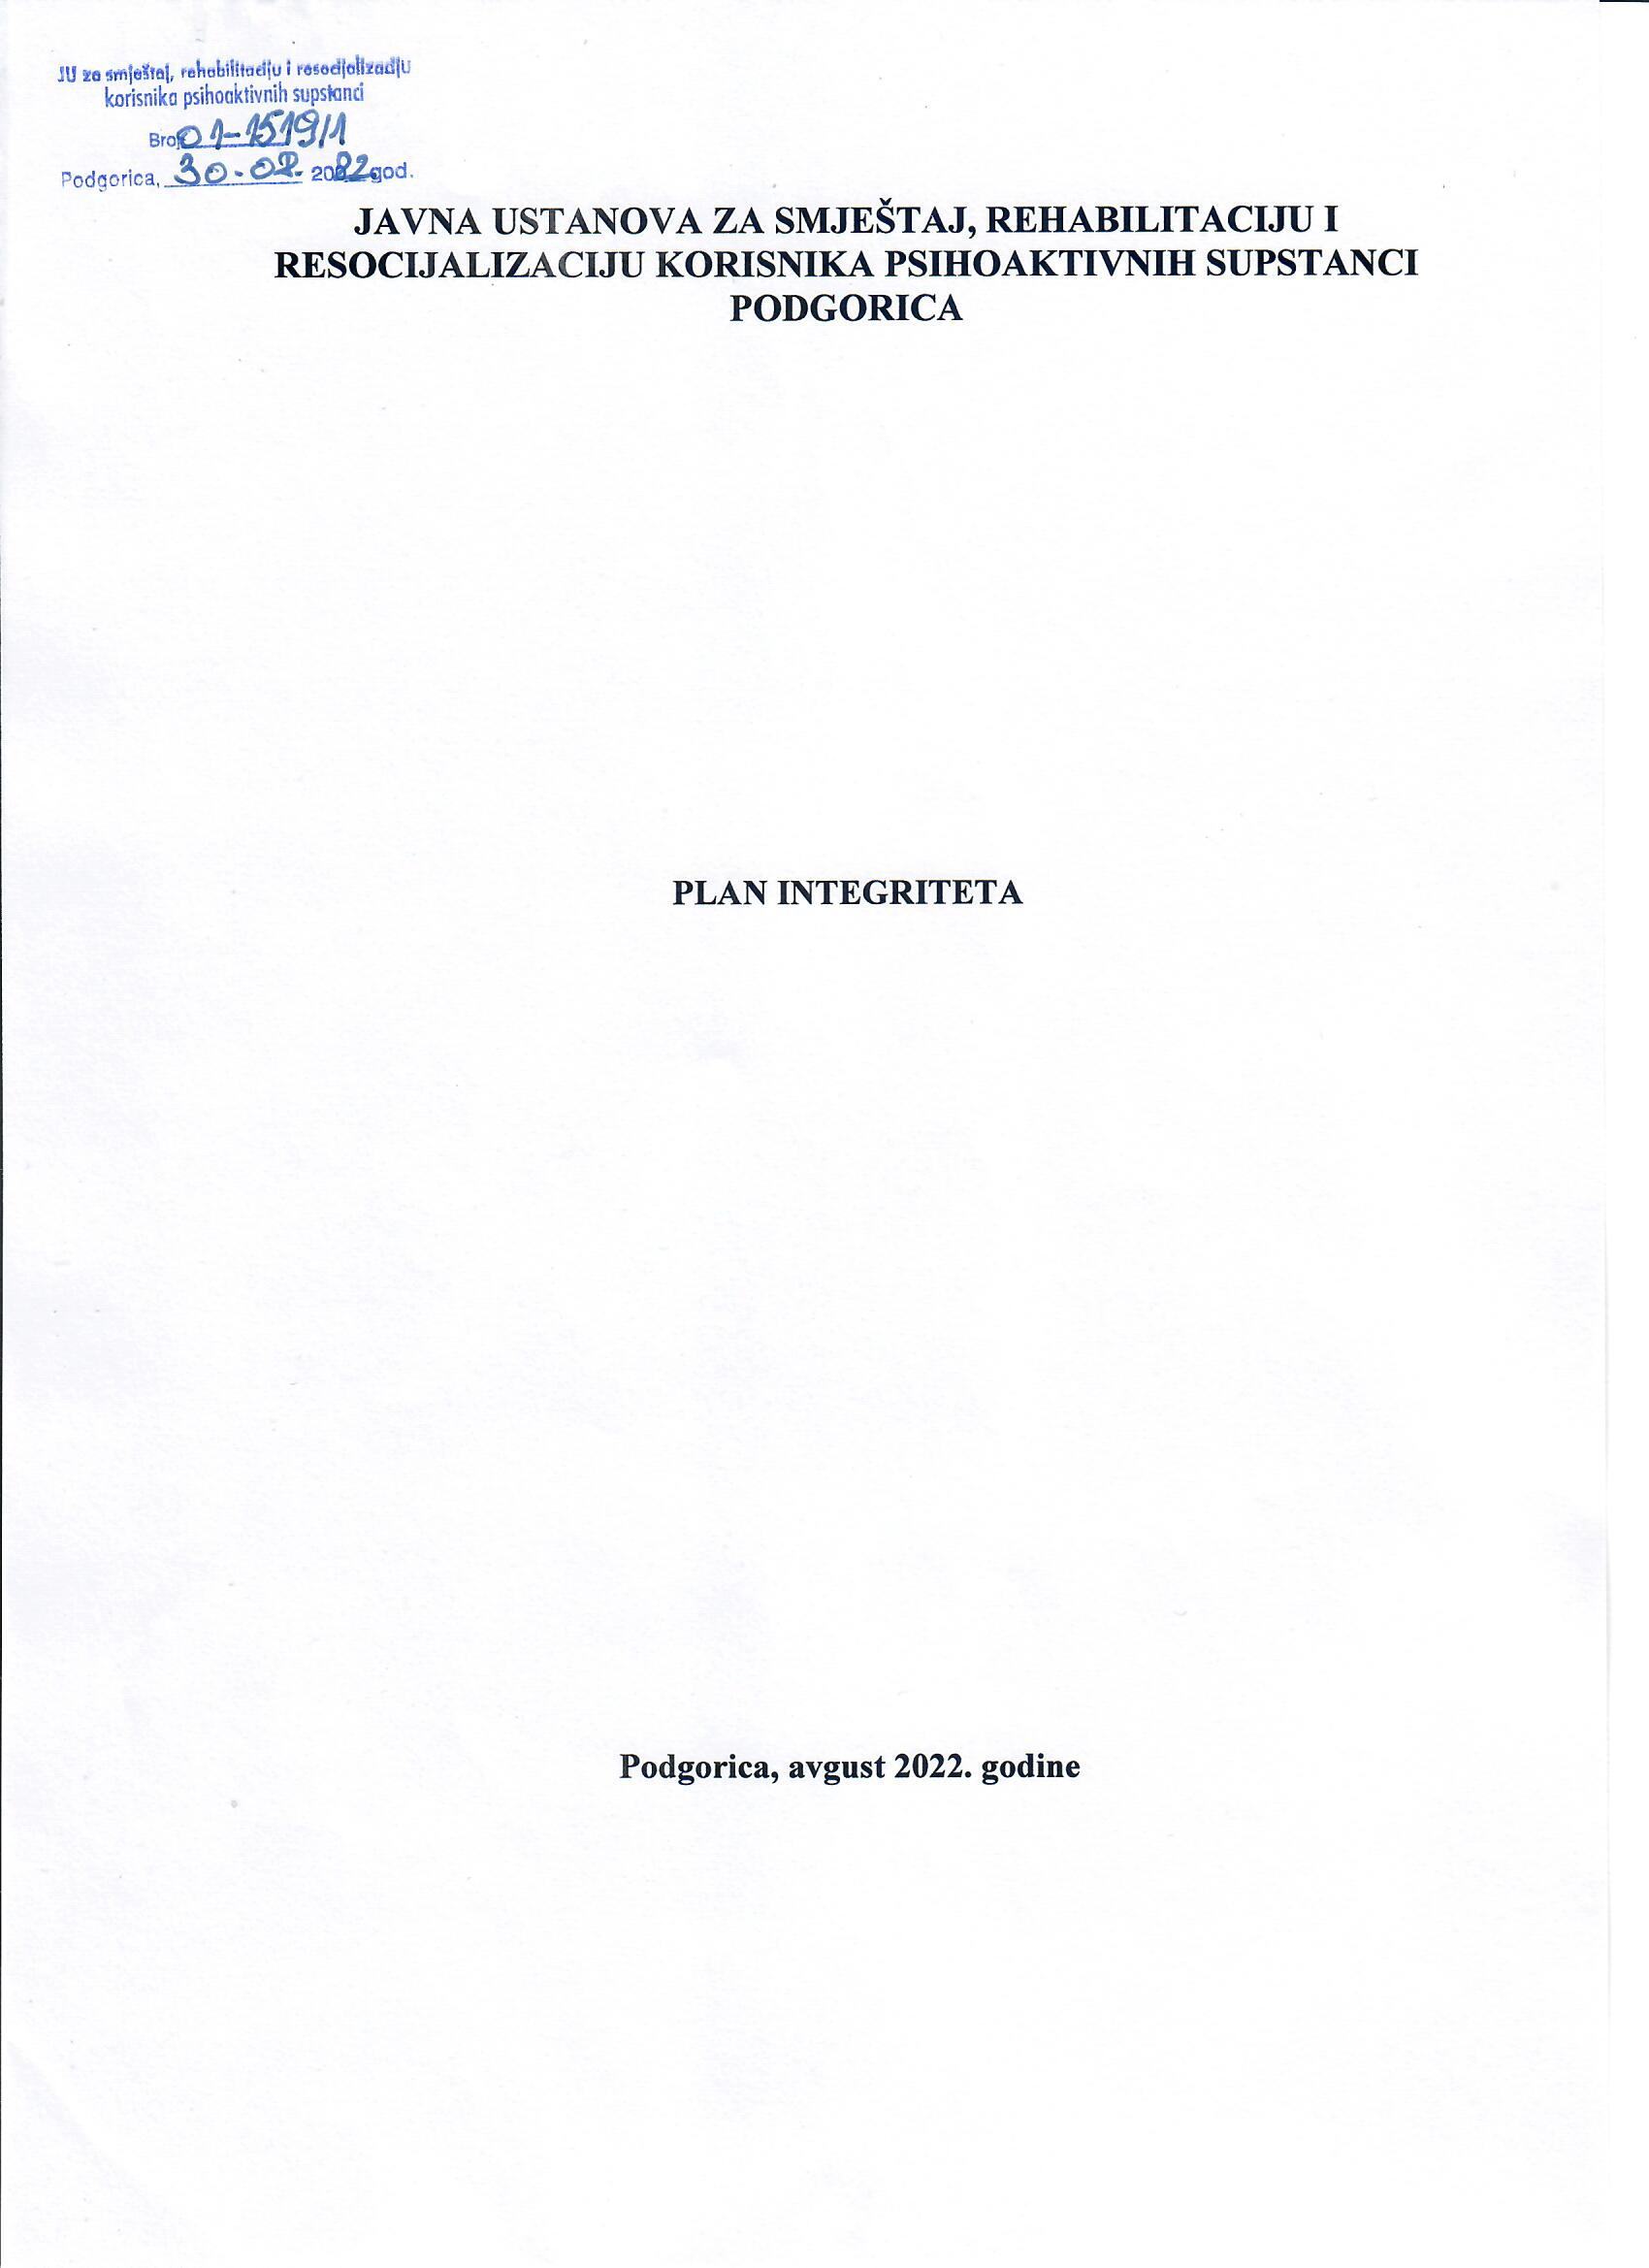 JU za smještaj, rehabilitaciju i resocijalizaciju
korisnika psihoaktivnih supstanci
Broj 01-1519/1
Podgorica, 30.08. 2022 god.
JAVNA USTANOVA ZA SMJEŠTAJ, REHABILITACIJU I
RESOCIJALIZACIJU KORISNIKA PSIHOAKTIVNIH SUPSTANCI
PODGORICA
PLAN INTEGRITETA
Podgorica, avgust 2022. godine